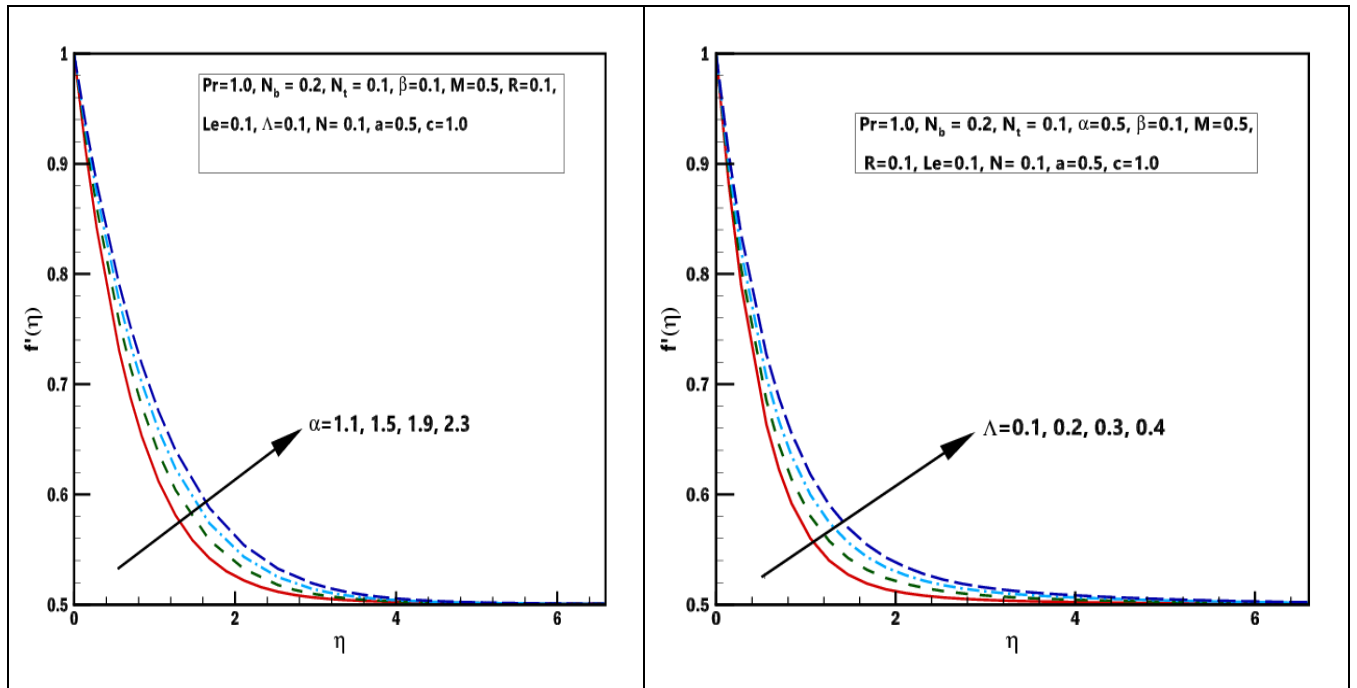 1
Pr=1.0, N_b = 0.2, N_t = 0.1, β=0.1, M=0.5, R=0.1,
Le=0.1, Λ=0.1, N= 0.1, a=0.5, c=1.0
0.9
0.8
f'(η)
0.7
α=1.1, 1.5, 1.9, 2.3
0.6
0.5
0 2 4 6
η
1
Pr=1.0, N_b = 0.2, N_t = 0.1, α=0.5, β=0.1, M=0.5,
R=0.1, Le=0.1, N= 0.1, a=0.5, c=1.0
0.9
0.8
f'(η)
0.7
Λ=0.1, 0.2, 0.3, 0.4
0.6
0.5
0 2 4 6
η